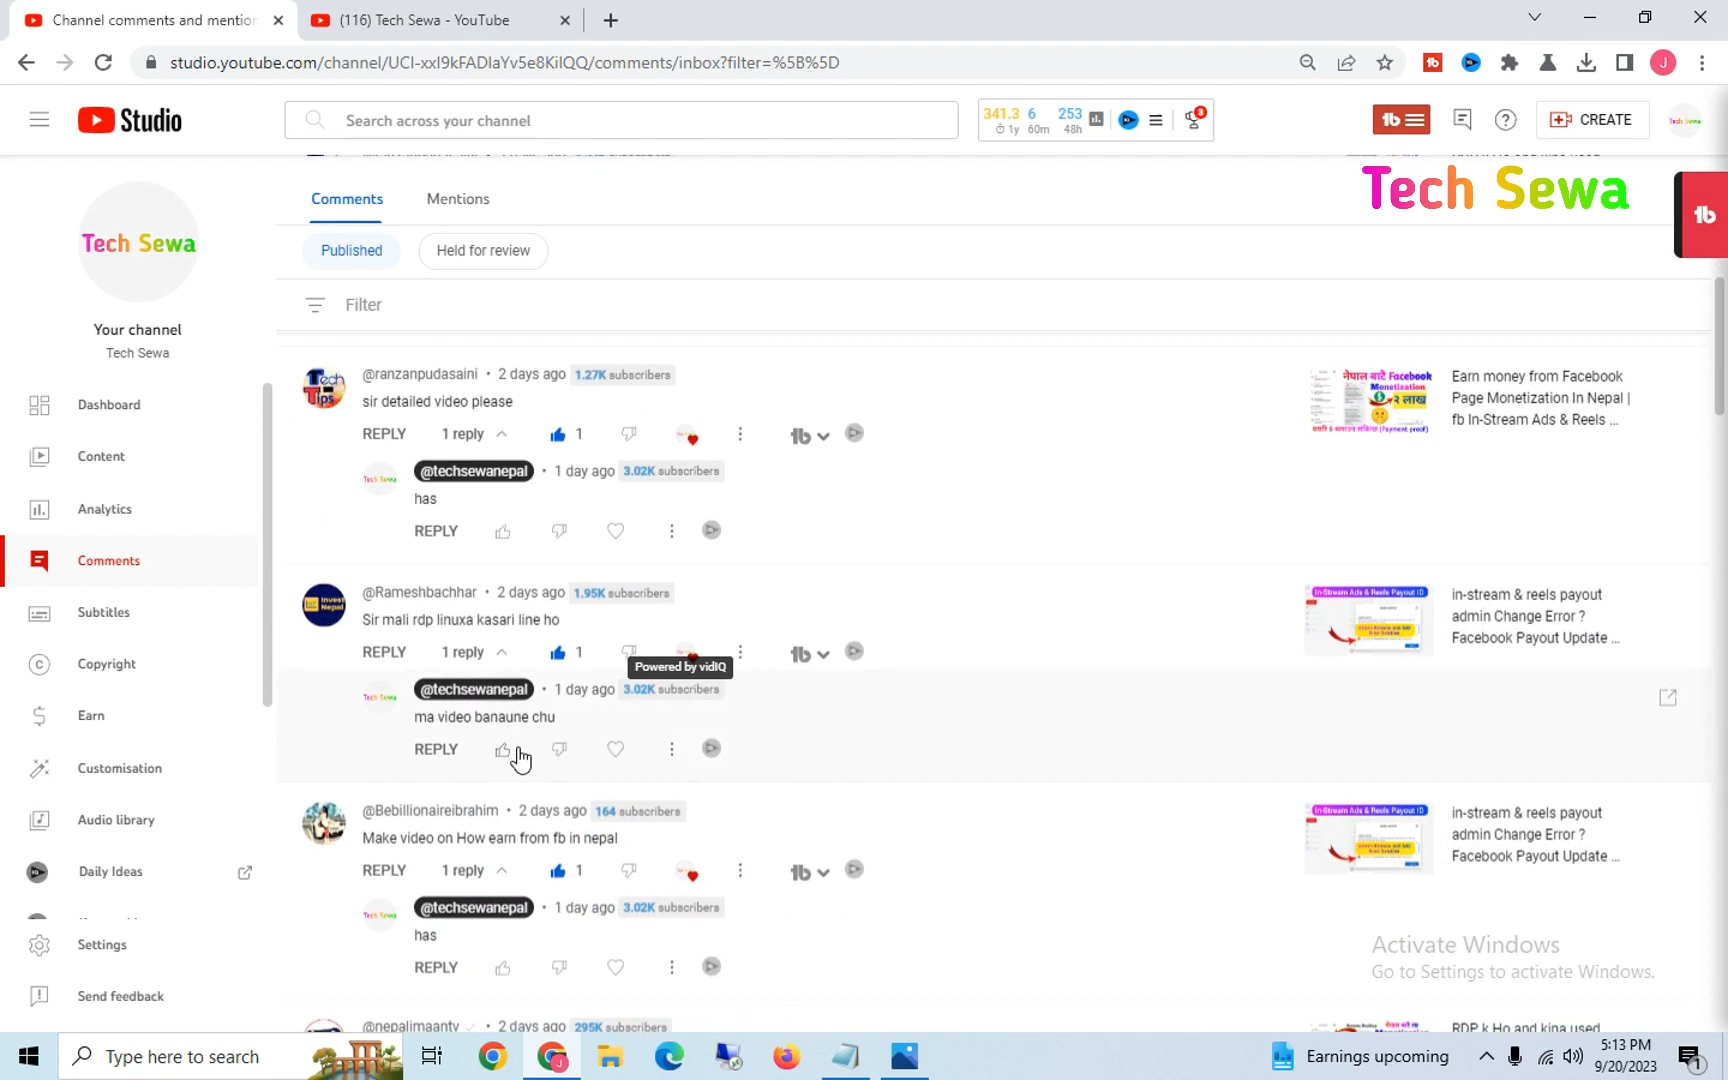 Channel comments and mentio
(116) Tech Sewa - YouTube
studio.youtube.com/channel/UCI-xxl9kFADlaYv5e8KilQQ/comments/inbox?filter=%5B%5D
J
Studio
Search across your channel
341.3 6 253
1y 60m 48h
3
CREATE
Tech Sewa
Tech Sewa
Tech Sewa
Your channel
Tech Sewa
Dashboard
Content
Analytics
Comments
Subtitles
Copyright
Earn
Customisation
Audio library
Daily Ideas
Settings
Send feedback
Comments
Mentions
Published
Held for review
Filter
@ranzanpudasaini • 2 days ago 1.27K subscribers
sir detailed video please
REPLY 1 reply 1
@techsewanepal • 1 day ago 3.02K subscribers
has
REPLY
Earn money from Facebook
Page Monetization In Nepal |
fb In-Stream Ads & Reels ...
@Rameshbachhar • 2 days ago 1.95K subscribers
Sir mali rdp linuxa kasari line ho
REPLY 1 reply 1
Powered by vidIQ
@techsewanepal • 1 day ago 3.02K subscribers
ma video banaune chu
REPLY
in-stream & reels payout
admin Change Error ?
Facebook Payout Update ...
@Bebillionaireibrahim • 2 days ago 164 subscribers
Make video on How earn from fb in nepal
REPLY 1 reply 1
@techsewanepal • 1 day ago 3.02K subscribers
has
REPLY
in-stream & reels payout
admin Change Error ?
Facebook Payout Update ...
@nepalimaantv 2 days ago 295K subscribers
RDP k Ho and kina used
Activate Windows
Go to Settings to activate Windows.
Type here to search
Earnings upcoming
5:13 PM
9/20/2023
1